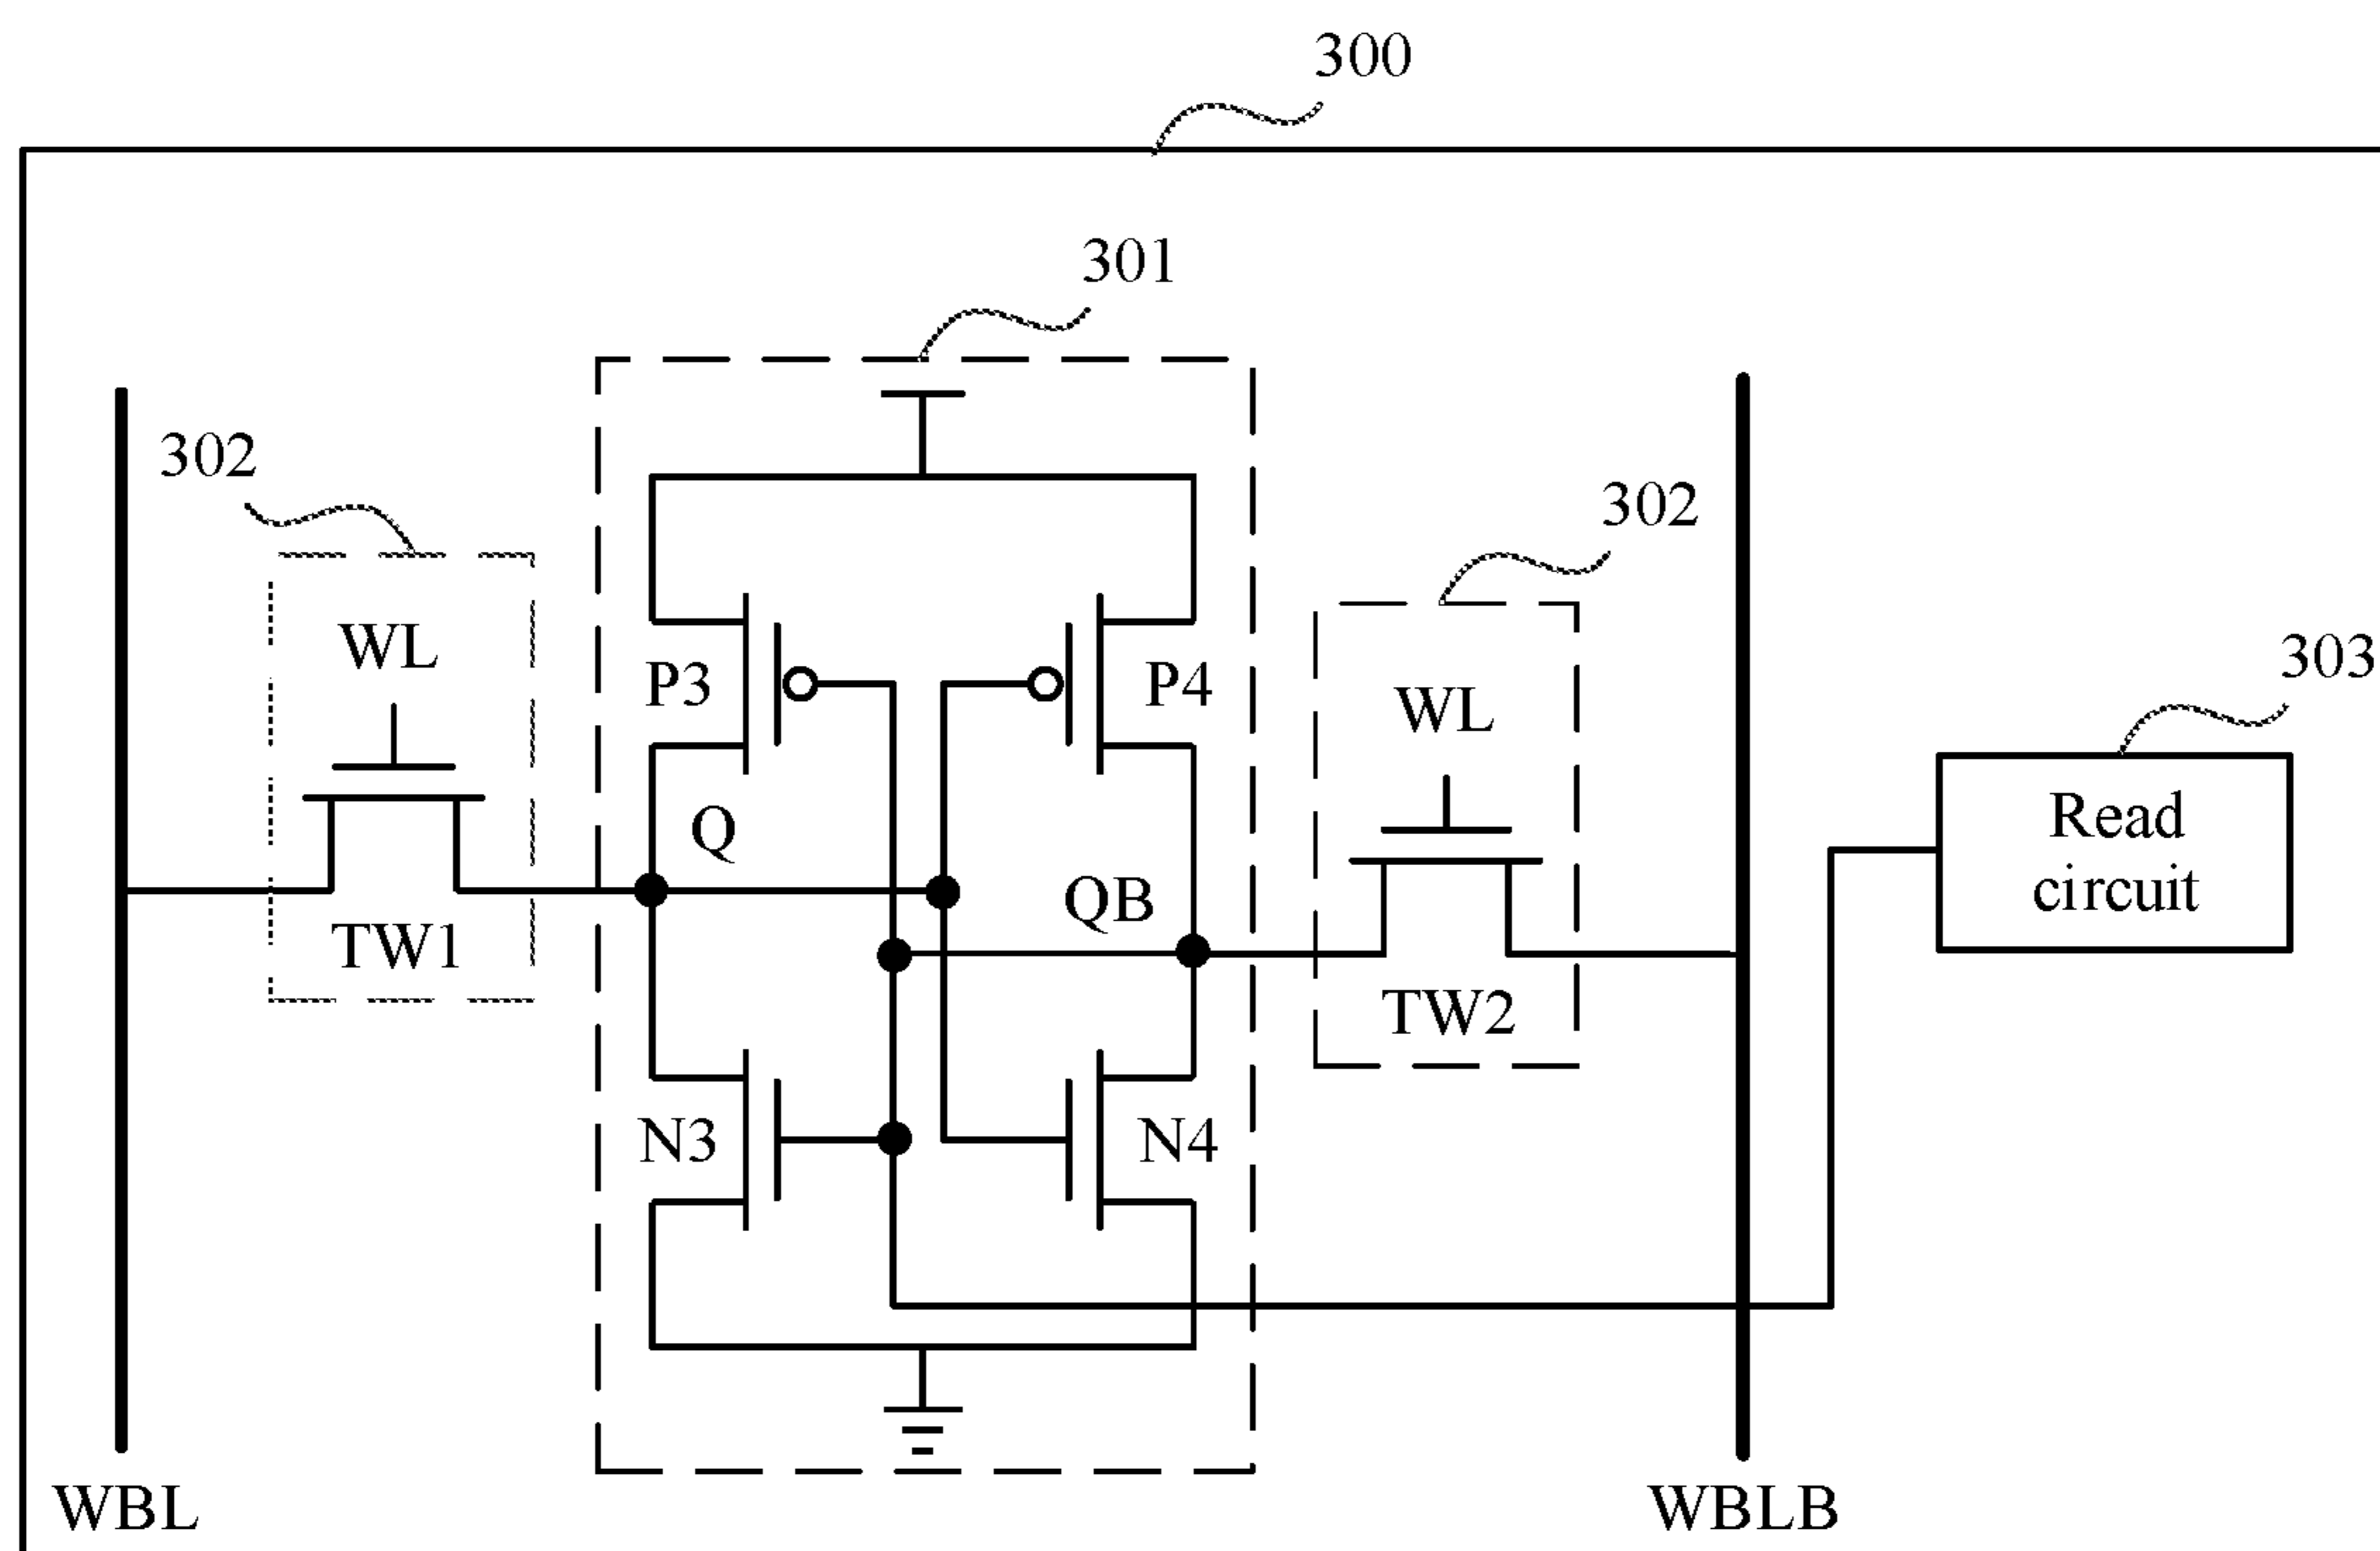 300
301
302
302
303
WL
P3
P4
WL
Q
QB
Read
circuit
TW1
TW2
N3
N4
WBL
WBLB